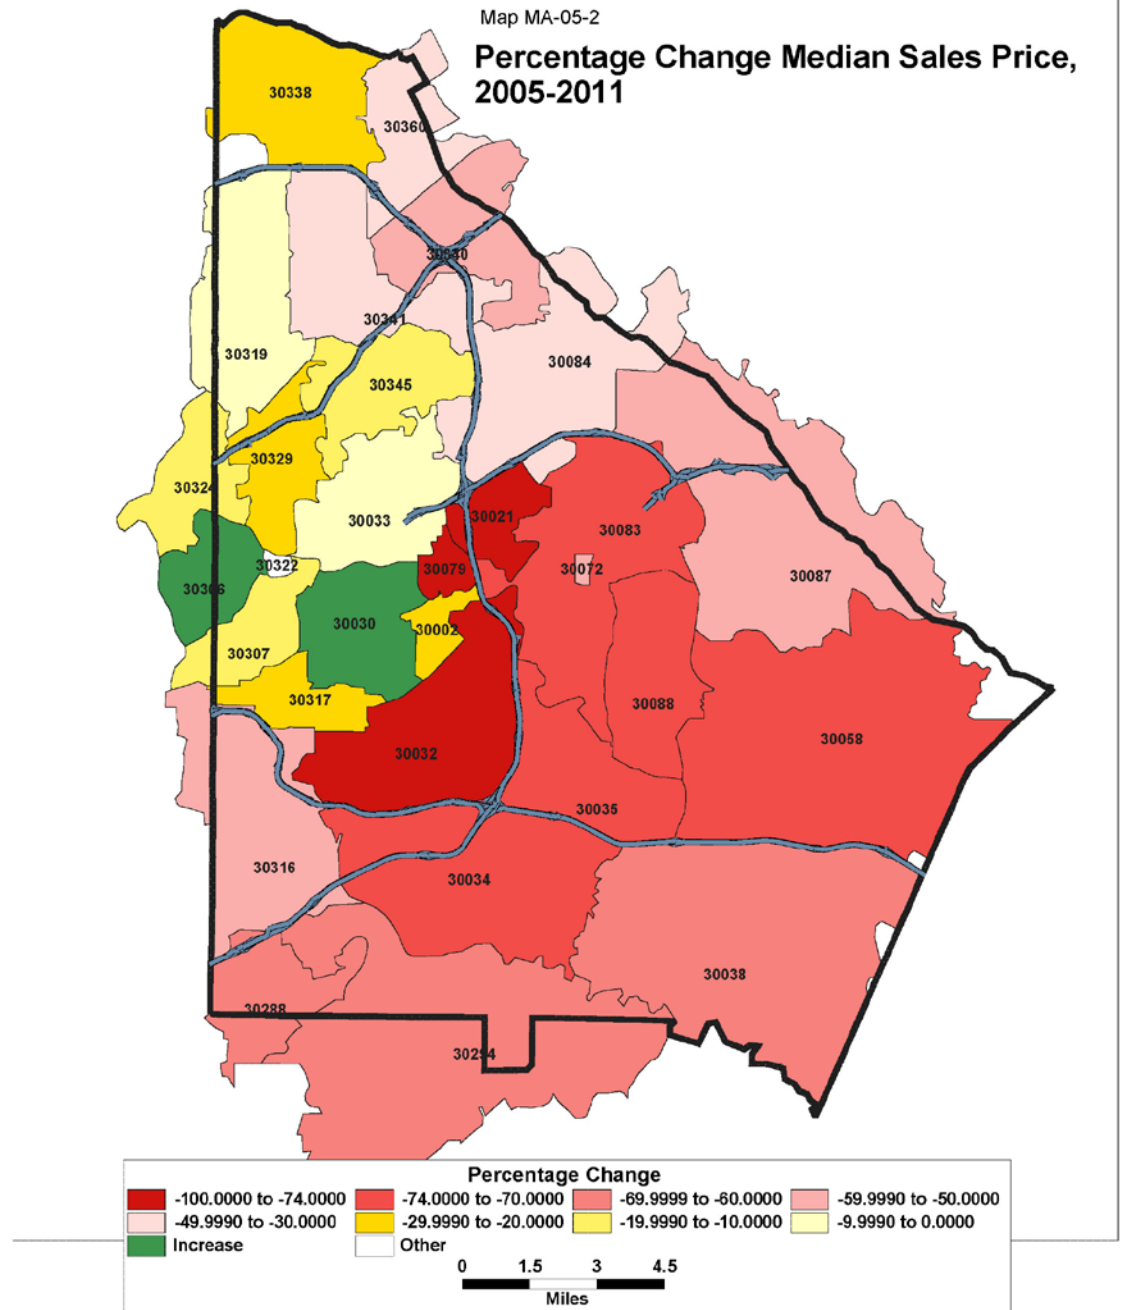 Map MA-05-2
Percentage Change Median Sales Price,
2005-2011
30338
30360
30340
30341
30319
30084
30345
30329
30324
30033
30021
30083
30322
30079
30072
30087
30306
30030
30002
30307
30317
30088
30032
30058
30035
30316
30034
30038
30288
30294
Percentage Change
-100.0000 to -74.0000
-74.0000 to -70.0000
-69.9999 to -60.0000
-59.9990 to -50.0000
-49.9990 to -30.0000
-29.9990 to -20.0000
-19.9990 to -10.0000
-9.9990 to 0.0000
Increase
Other
0 1.5 3 4.5
Miles